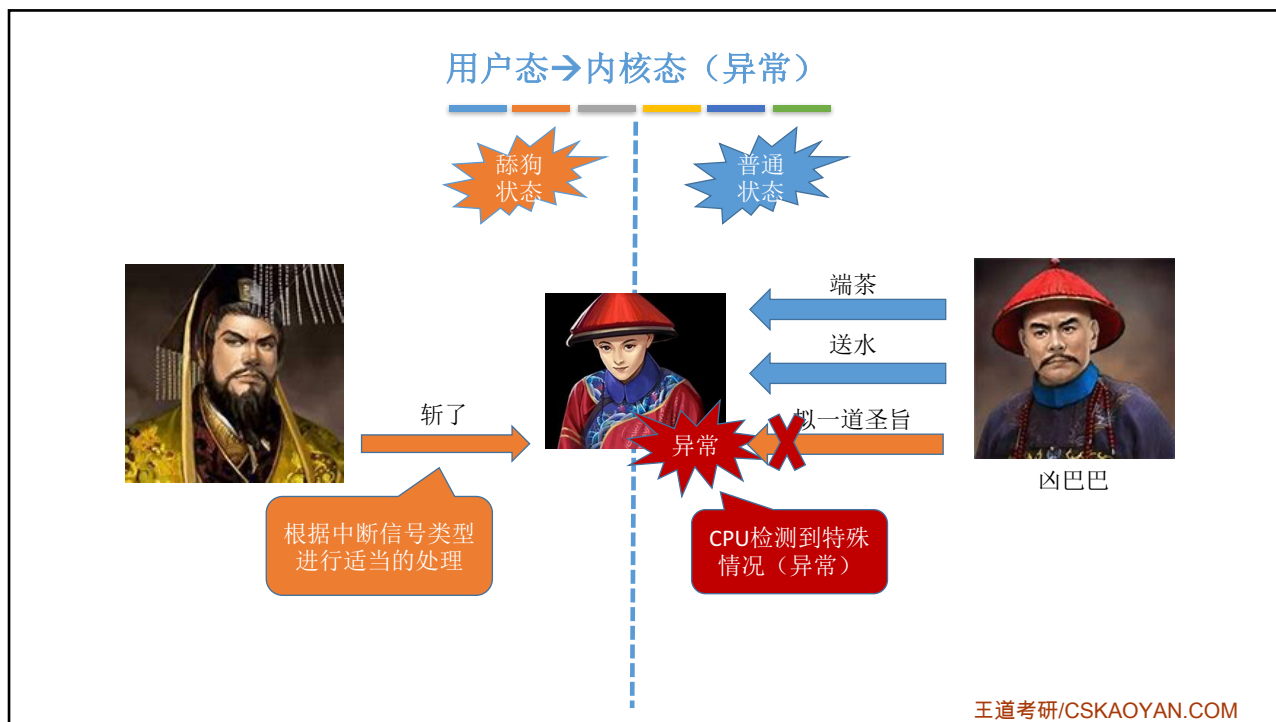 用户态→内核态（异常）
舔狗
状态
普通
状态
端茶
送水
斩了
拟一道圣旨
异常
凶巴巴
根据中断信号类型
进行适当的处理
CPU检测到特殊
情况（异常）
王道考研/CSKAOYAN.COM